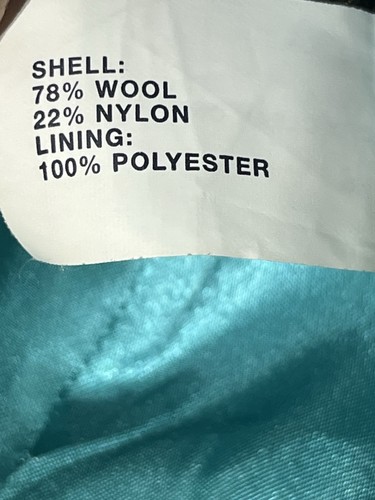 SHELL:
78% WOOL
22% NYLON
LINING:
100% POLYESTER